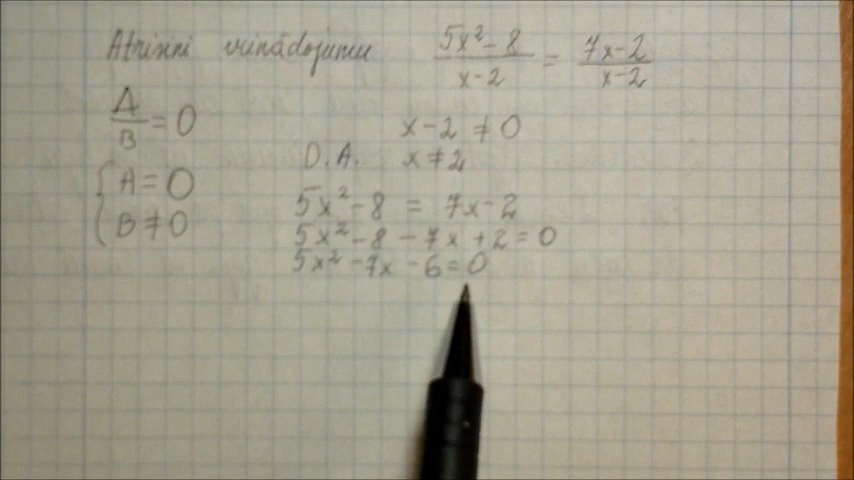 Atrisini vienādojumu (5x²-8)/(x-2) = (7x-2)/(x-2)
A/B = 0
x-2 ≠ 0
D.A. x≠2
{ A = 0
B ≠ 0
5x²-8 = 7x-2
5x²-8-7x+2=0
5x²-7x-6=0